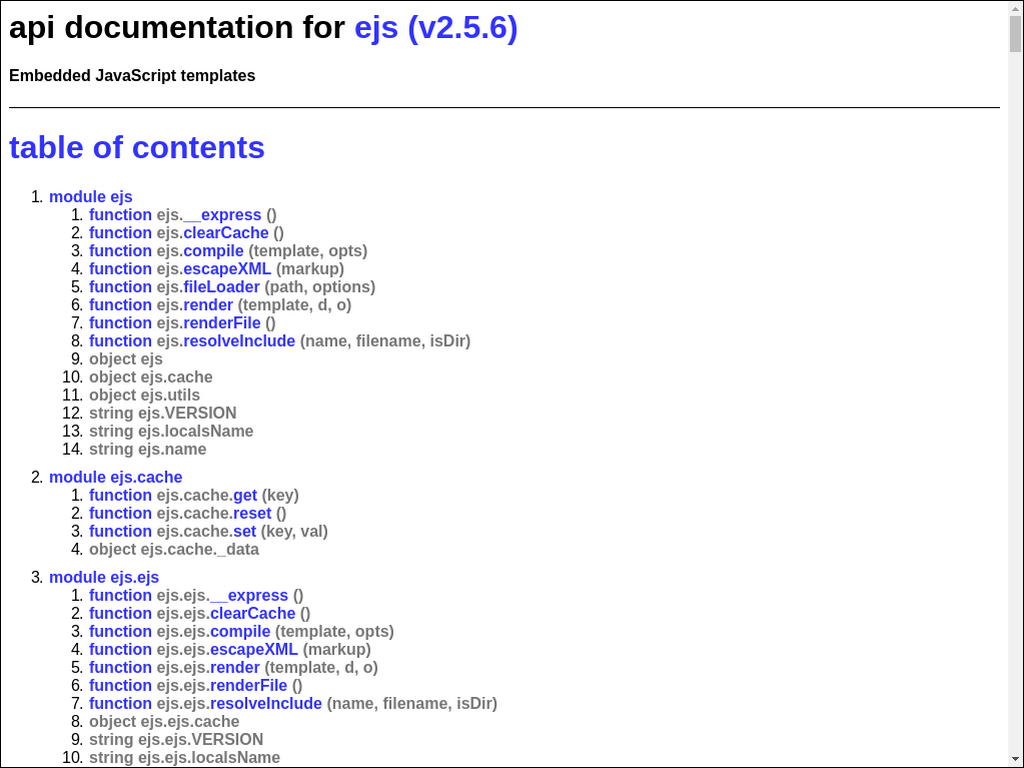 api documentation for ejs (v2.5.6)
Embedded JavaScript templates
table of contents
1. module ejs
1. function ejs.__express ()
2. function ejs.clearCache ()
3. function ejs.compile (template, opts)
4. function ejs.escapeXML (markup)
5. function ejs.fileLoader (path, options)
6. function ejs.render (template, d, o)
7. function ejs.renderFile ()
8. function ejs.resolveInclude (name, filename, isDir)
9. object ejs
10. object ejs.cache
11. object ejs.utils
12. string ejs.VERSION
13. string ejs.localsName
14. string ejs.name
2. module ejs.cache
1. function ejs.cache.get (key)
2. function ejs.cache.reset ()
3. function ejs.cache.set (key, val)
4. object ejs.cache._data
3. module ejs.ejs
1. function ejs.ejs.__express ()
2. function ejs.ejs.clearCache ()
3. function ejs.ejs.compile (template, opts)
4. function ejs.ejs.escapeXML (markup)
5. function ejs.ejs.render (template, d, o)
6. function ejs.ejs.renderFile ()
7. function ejs.ejs.resolveInclude (name, filename, isDir)
8. object ejs.ejs.cache
9. string ejs.ejs.VERSION
10. string ejs.ejs.localsName